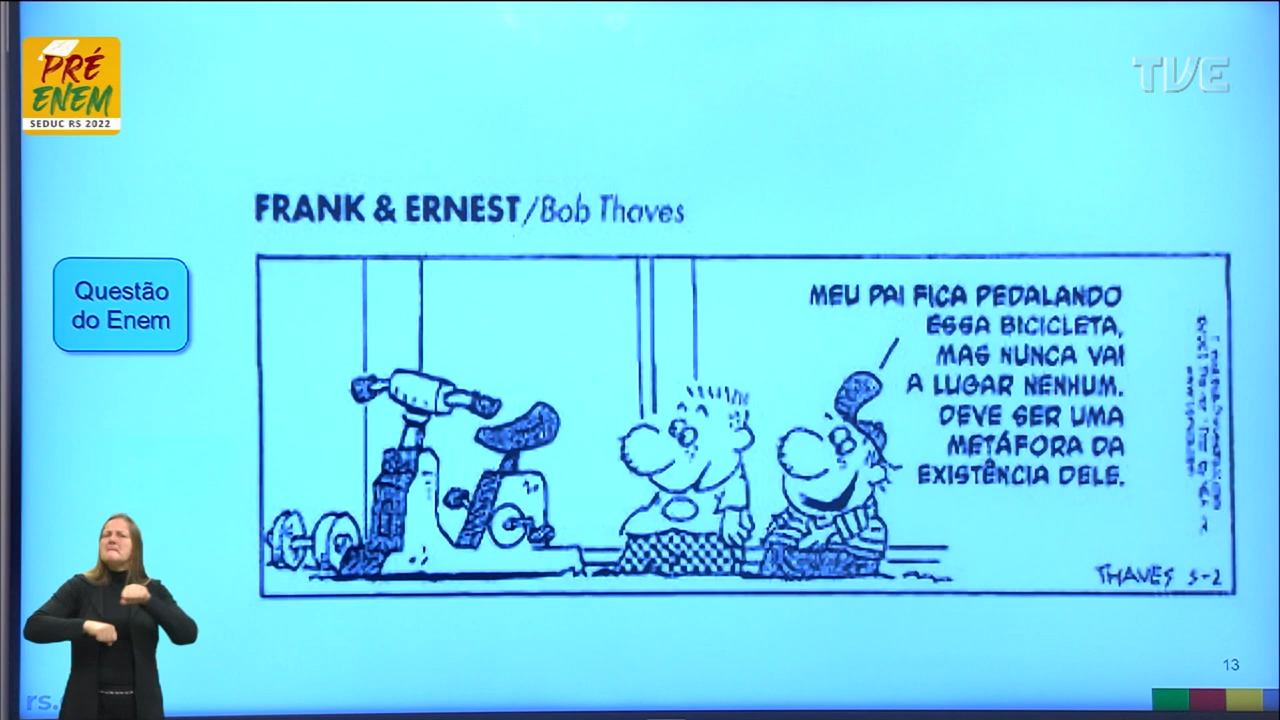 PRÉ
ENEM
SEDUC RS 2022
TVE
FRANK & ERNEST/Bob Thaves
Questão
do Enem
MEU PAI FICA PEDALANDO
ESSA BICICLETA,
MAS NUNCA VAI
A LUGAR NENHUM.
DEVE SER UMA
METÁFORA DA
EXISTÊNCIA DELE.
THAVES 5-2
13
rs.